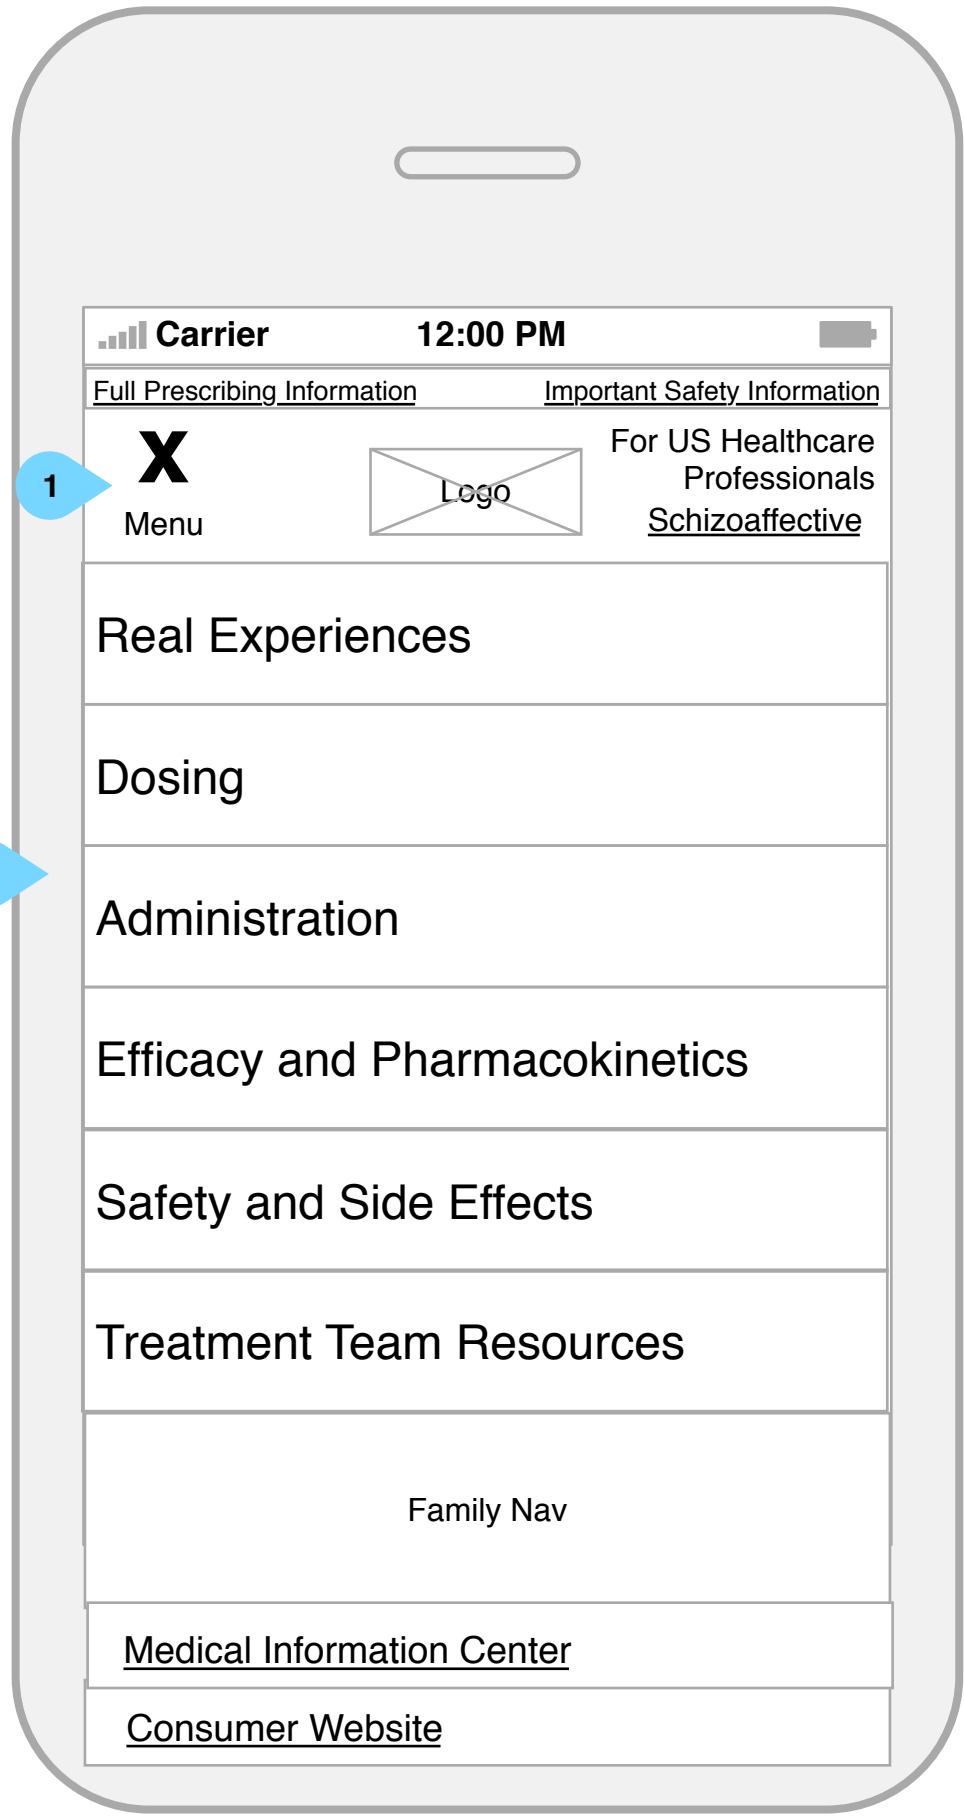 Carrier 12:00 PM
Full Prescribing Information Important Safety Information
X
Menu
1
Logo
For US Healthcare
Professionals
Schizoaffective
Real Experiences
Dosing
Administration
Efficacy and Pharmacokinetics
Safety and Side Effects
Treatment Team Resources
Family Nav
Medical Information Center
Consumer Website